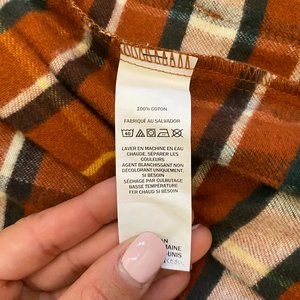 100% COTON
FABRIQUÉ AU SALVADOR
LAVER EN MACHINE EN EAU
CHAUDE, SÉPARER LES
COULEURS
AGENT BLANCHISSANT NON
DÉCOLORANT UNIQUEMENT,
SI BESOIN
SÉCHAGE PAR CULBUTAGE
BASSE TEMPÉRATURE
FER CHAUD SI BESOIN